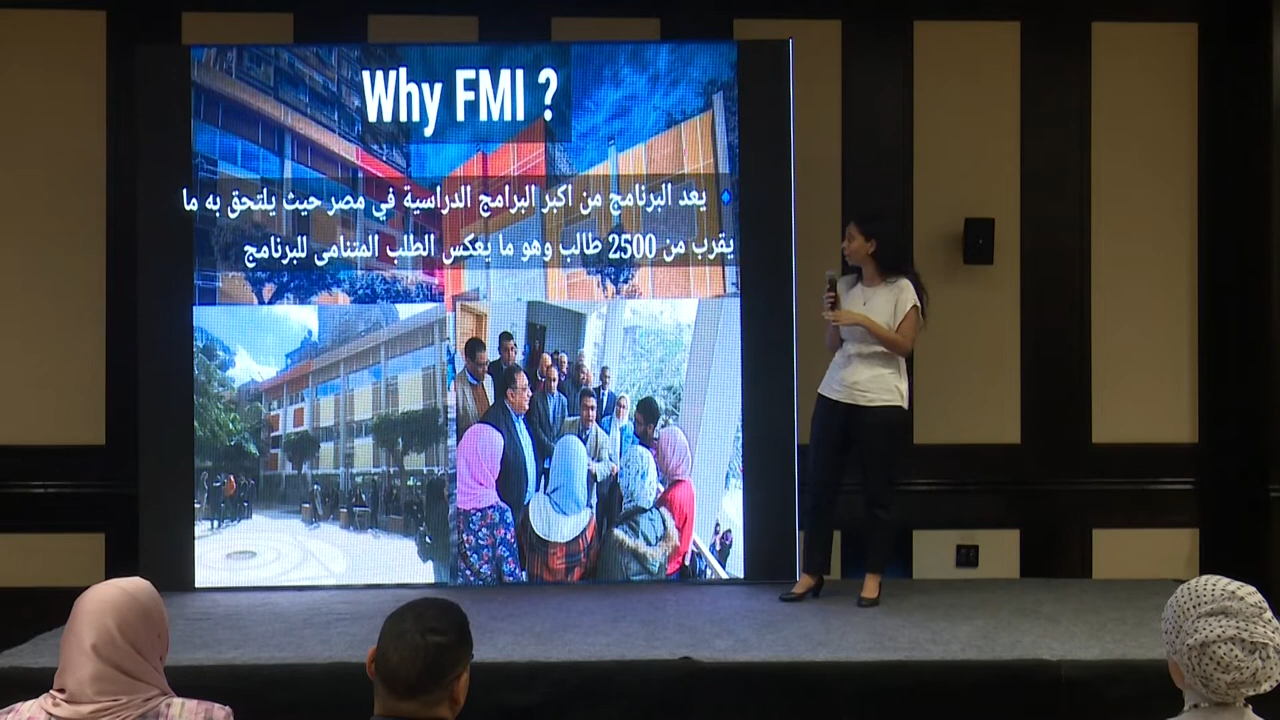 Why FMI ?
يعد البرنامج من اكبر البرامج الدراسية في مصر حيث يلتحق به ما
يقرب من 2500 طالب وهو ما يعكس الطلب المتنامى للبرنامج